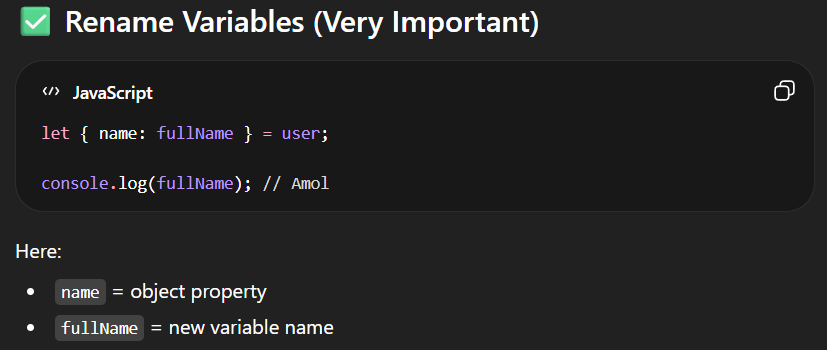 ✅ Rename Variables (Very Important)
</> JavaScript
let { name: fullName } = user;
console.log(fullName); // Amol
Here:
• name = object property
• fullName = new variable name